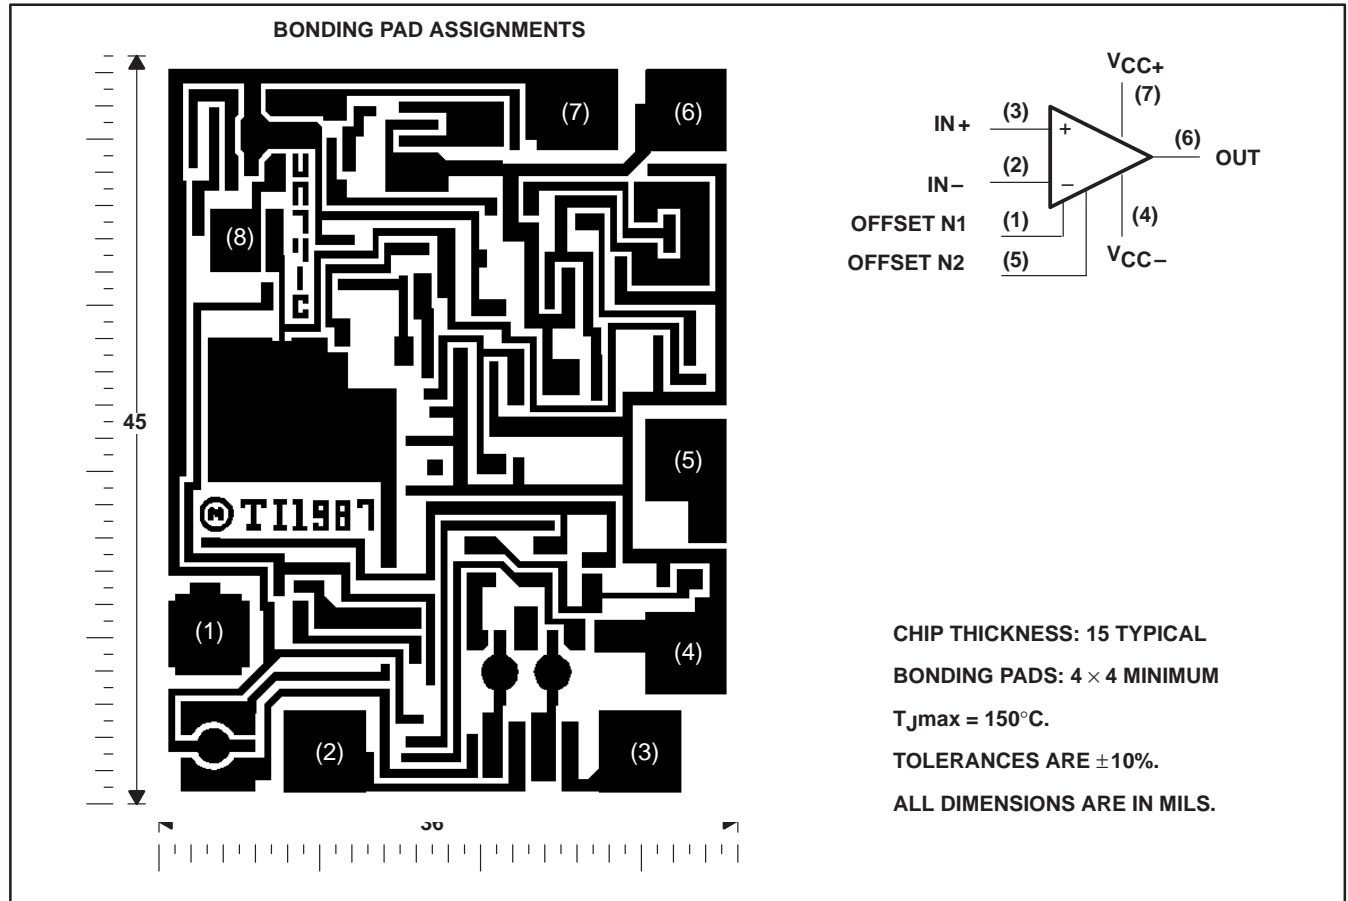 BONDING PAD ASSIGNMENTS
(7)
(6)
(8)
45
(5)
TI1987
(1)
(4)
(2)
(3)
36
VCC+
(7)
(3)
IN+
+
(6)
OUT
(2)
IN−
−
(1)
OFFSET N1
(4)
(5)
OFFSET N2
VCC−
CHIP THICKNESS: 15 TYPICAL
BONDING PADS: 4 × 4 MINIMUM
TJmax = 150°C.
TOLERANCES ARE ±10%.
ALL DIMENSIONS ARE IN MILS.